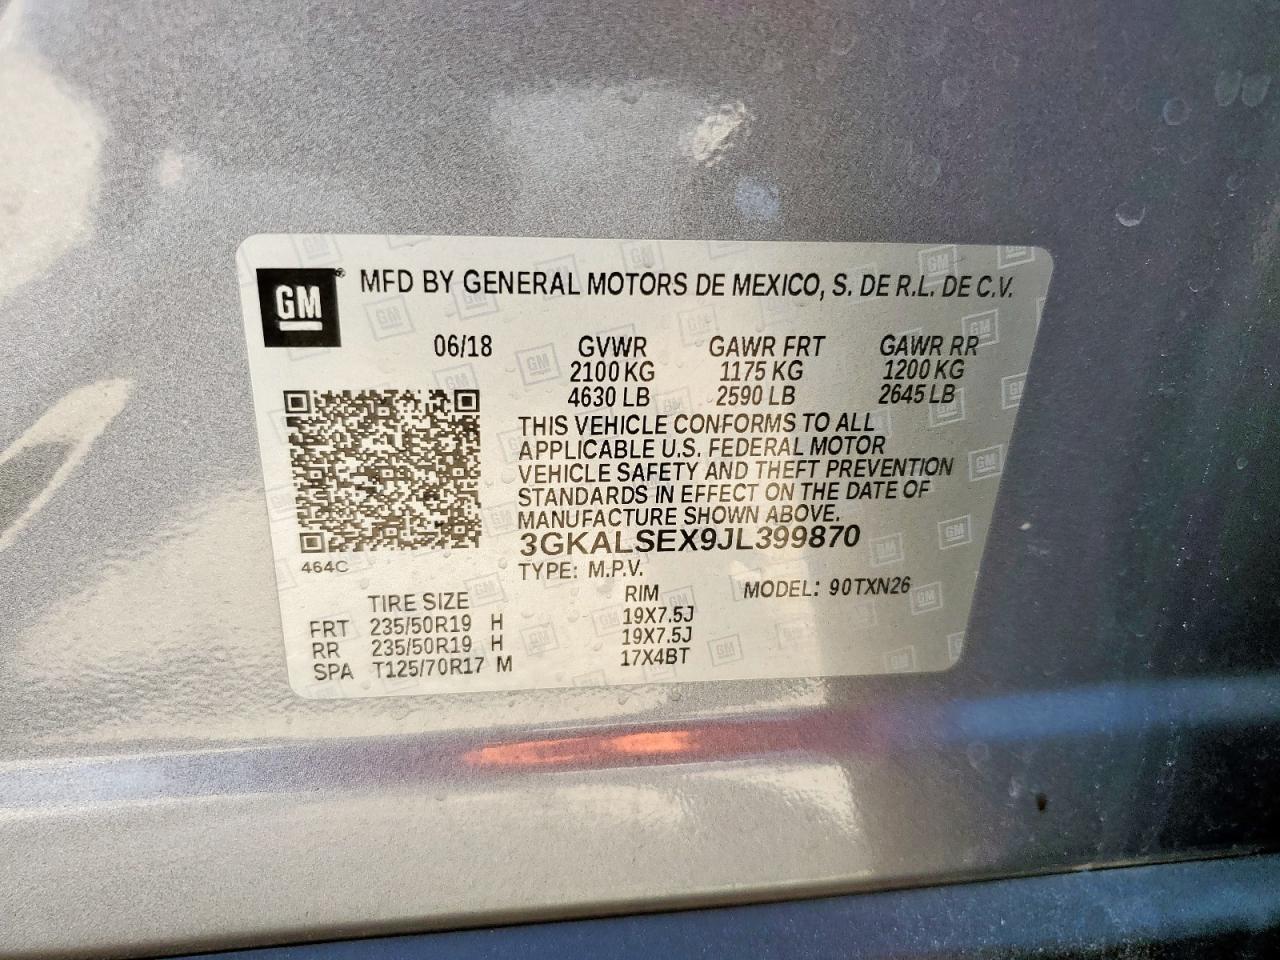 GM® MFD BY GENERAL MOTORS DE MEXICO, S. DE R.L. DE C.V.
06/18 GVWR GAWR FRT GAWR RR
2100 KG 1175 KG 1200 KG
4630 LB 2590 LB 2645 LB
THIS VEHICLE CONFORMS TO ALL
APPLICABLE U.S. FEDERAL MOTOR
VEHICLE SAFETY AND THEFT PREVENTION
STANDARDS IN EFFECT ON THE DATE OF
MANUFACTURE SHOWN ABOVE.
3GKALSEX9JL399870
464C TYPE: M.P.V. MODEL: 90TXN26
TIRE SIZE RIM
FRT 235/50R19 H 19X7.5J
RR 235/50R19 H 19X7.5J
SPA T125/70R17 M 17X4BT